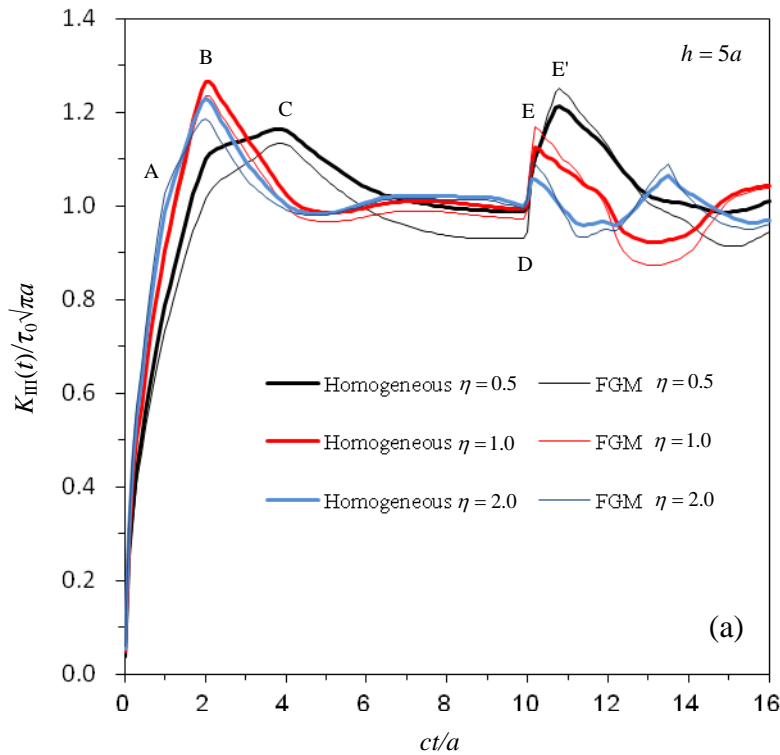 1.4
1.2
1.0
0.8
0.6
0.4
0.2
0.0
K_III(t)/τ₀√πa
h = 5a
A
B
C
D
E
E'
Homogeneous η = 0.5 FGM η = 0.5
Homogeneous η = 1.0 FGM η = 1.0
Homogeneous η = 2.0 FGM η = 2.0
(a)
0 2 4 6 8 10 12 14 16
ct/a